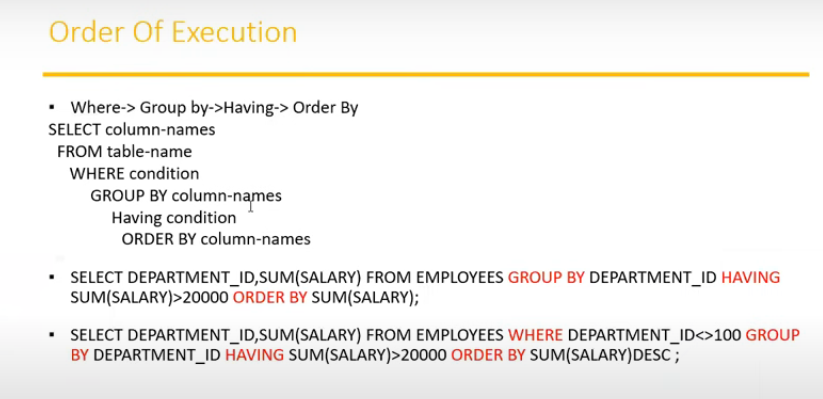 Order Of Execution
▪ Where-> Group by->Having-> Order By
SELECT column-names
FROM table-name
WHERE condition
GROUP BY column-names
Having condition
ORDER BY column-names
▪ SELECT DEPARTMENT_ID,SUM(SALARY) FROM EMPLOYEES GROUP BY DEPARTMENT_ID HAVING
SUM(SALARY)>20000 ORDER BY SUM(SALARY);
▪ SELECT DEPARTMENT_ID,SUM(SALARY) FROM EMPLOYEES WHERE DEPARTMENT_ID<>100 GROUP
BY DEPARTMENT_ID HAVING SUM(SALARY)>20000 ORDER BY SUM(SALARY)DESC ;